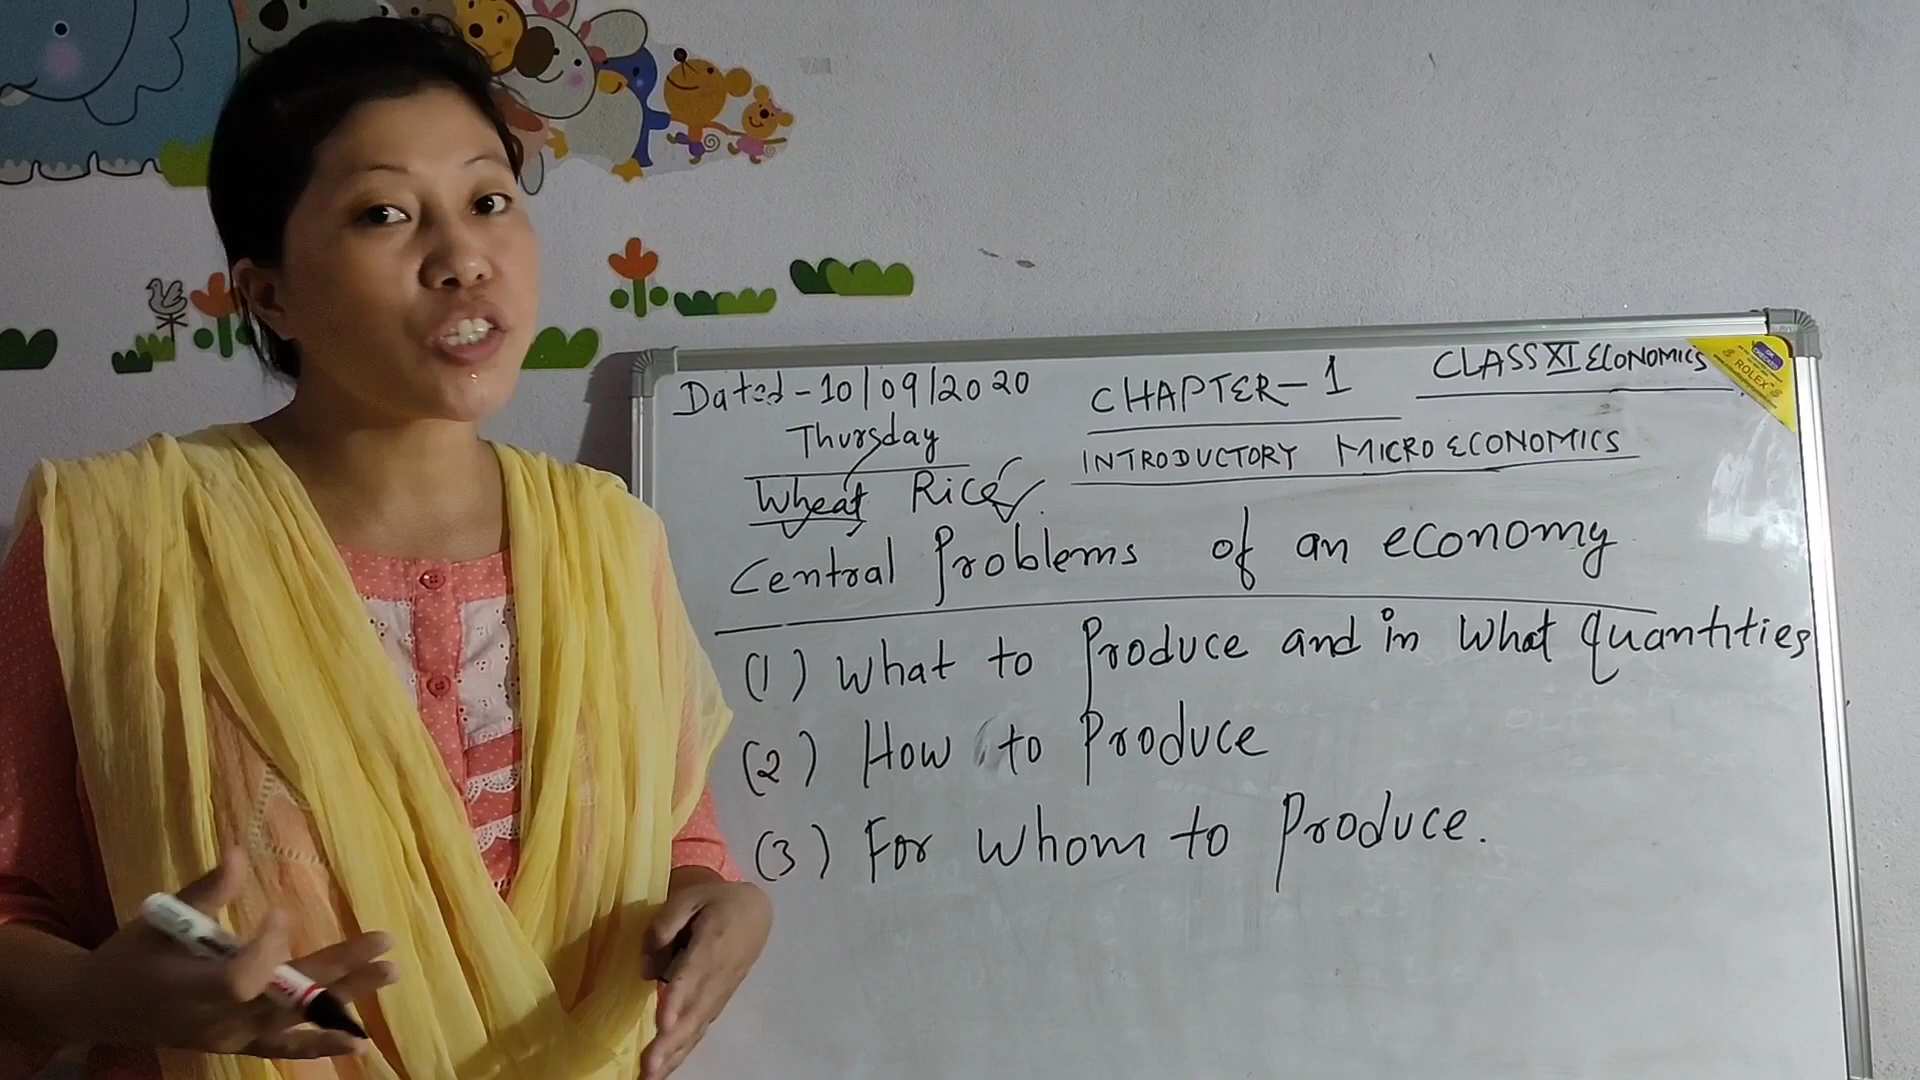 Dated - 10/09/2020
Thursday
CHAPTER - 1
CLASS XI ECONOMICS
INTRODUCTORY MICRO ECONOMICS
Wheat Rice
Central Problems of an economy
(1) What to Produce and in What quantities
(2) How to Produce
(3) For whom to Produce.
ROLEX